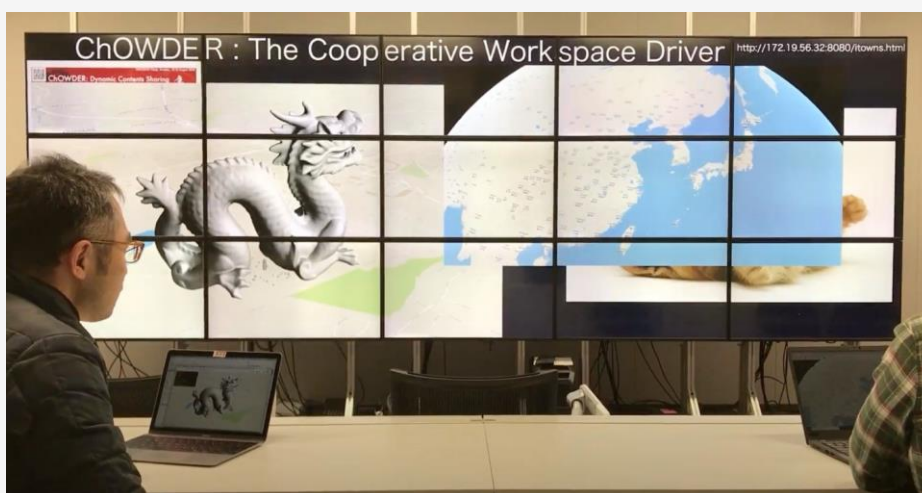 ChOWDER : The Cooperative Workspace Driver
http://172.19.56.32:8080/itowns.html
ChOWDER: Dynamic Contents Sharing